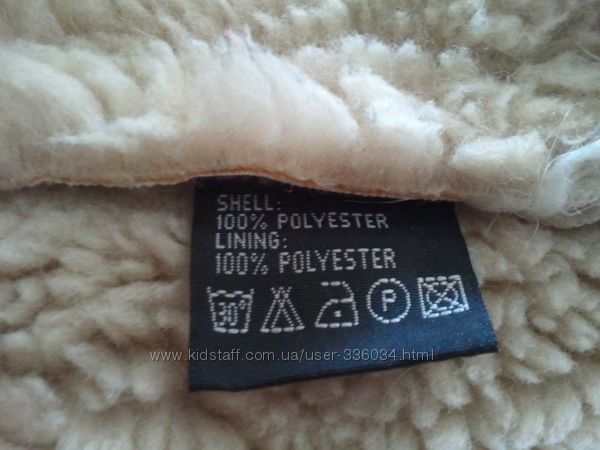 SHELL:
100% POLYESTER
LINING:
100% POLYESTER
30° P
www.kidstaff.com.ua/user-336034.html